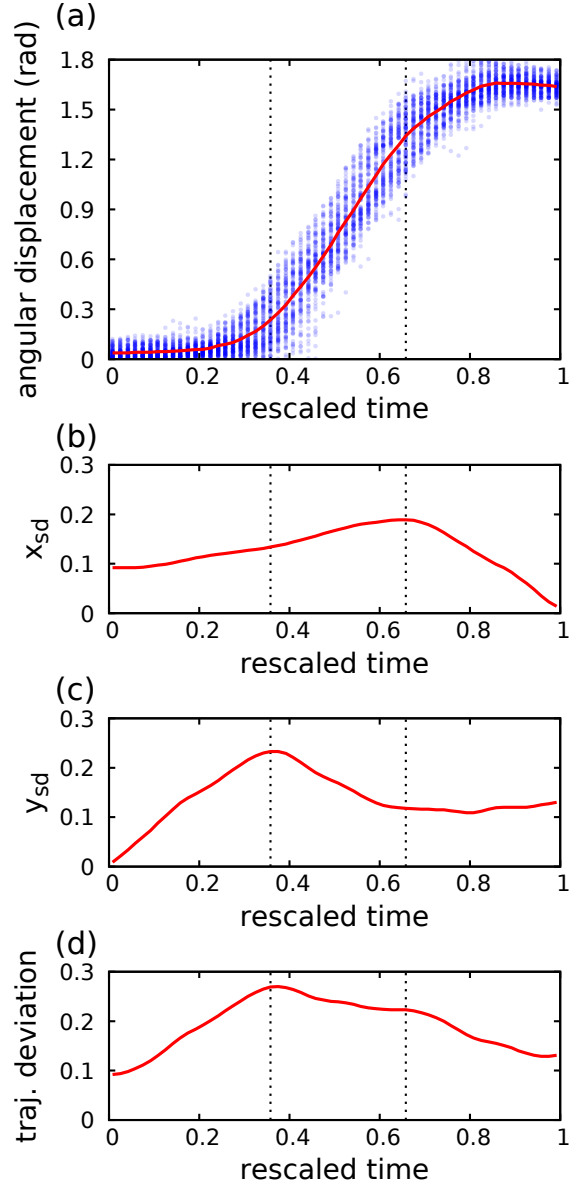 (a)
angular displacement (rad)
1.8
1.5
1.2
0.9
0.6
0.3
0
0 0.2 0.4 0.6 0.8 1
rescaled time
(b)
x_sd
0.3
0.2
0.1
0
0 0.2 0.4 0.6 0.8 1
rescaled time
(c)
y_sd
0.3
0.2
0.1
0
0 0.2 0.4 0.6 0.8 1
rescaled time
(d)
traj. deviation
0.3
0.2
0.1
0
0 0.2 0.4 0.6 0.8 1
rescaled time